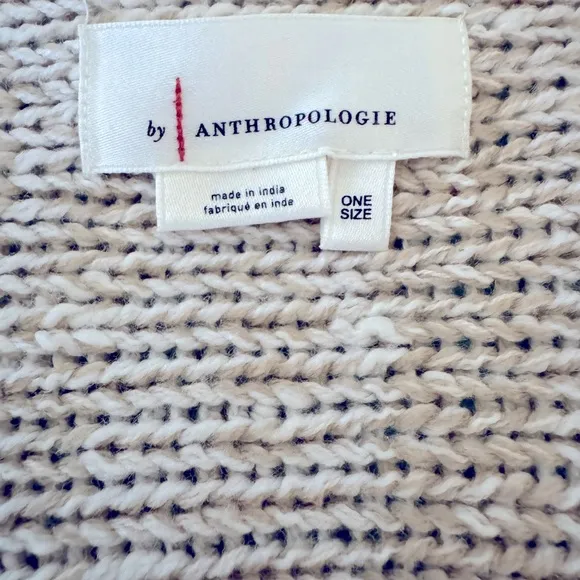 by ANTHROPOLOGIE
made in india
fabriqué en inde
ONE
SIZE